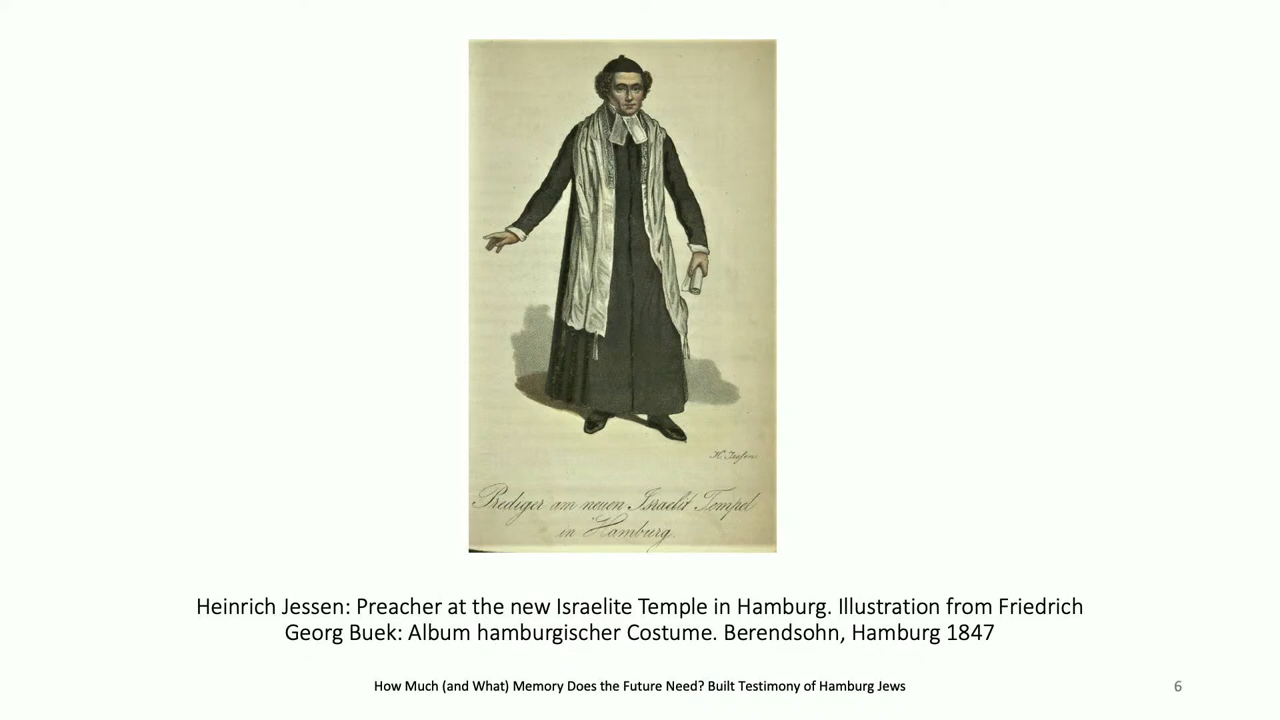 H. Jessen
Prediger am neuen Israelit Tempel
in Hamburg.
Heinrich Jessen: Preacher at the new Israelite Temple in Hamburg. Illustration from Friedrich
Georg Buek: Album hamburgischer Costume. Berendsohn, Hamburg 1847
How Much (and What) Memory Does the Future Need? Built Testimony of Hamburg Jews
6